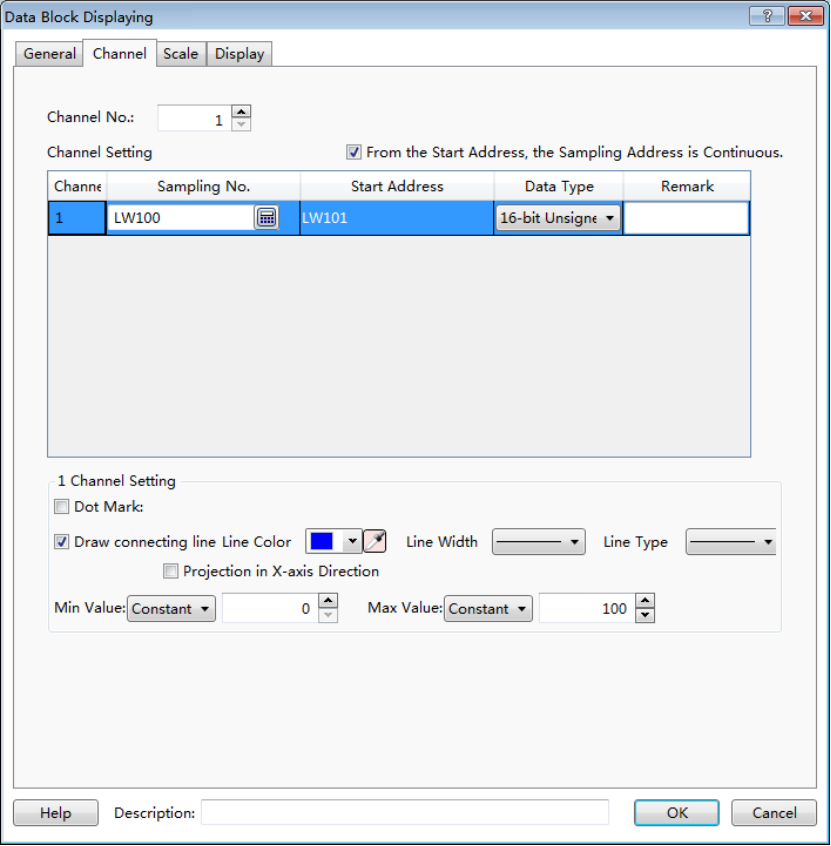 Data Block Displaying
General Channel Scale Display
Channel No.: 1
Channel Setting From the Start Address, the Sampling Address is Continuous.
Channe Sampling No. Start Address Data Type Remark
1 LW100 LW101 16-bit Unsigne
1 Channel Setting
Dot Mark:
Draw connecting line Line Color Line Width Line Type
Projection in X-axis Direction
Min Value: Constant 0 Max Value: Constant 100
Help Description: OK Cancel